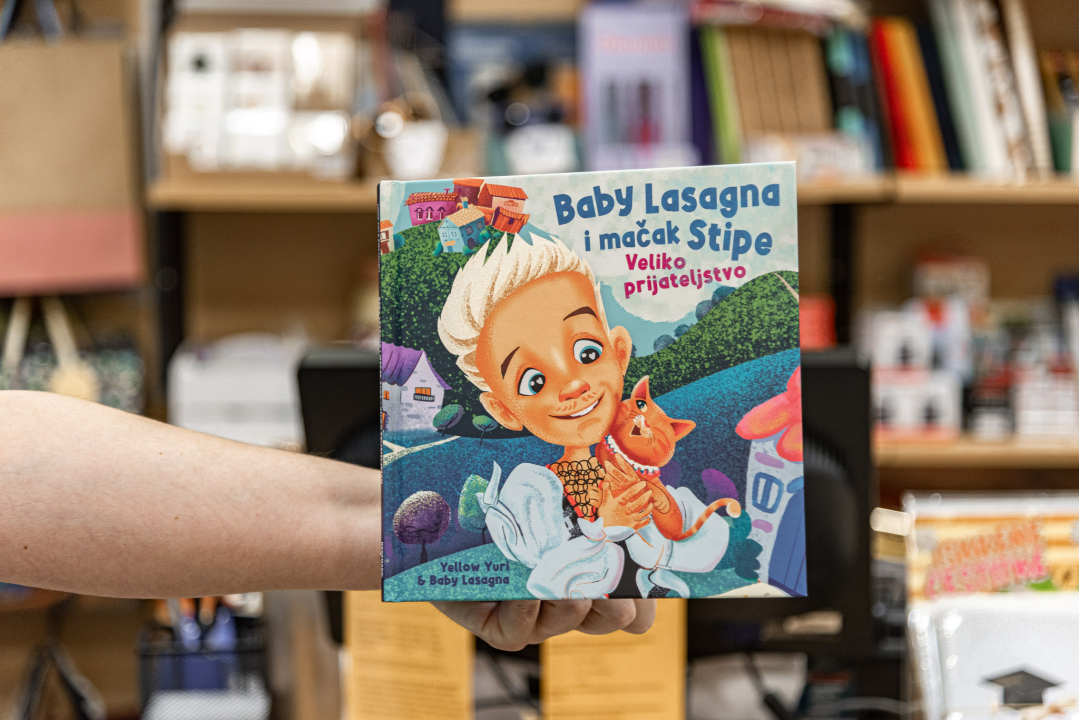 Baby Lasagna
i mačak Stipe
Veliko
prijateljstvo
Yellow Yuri
& Baby Lasagna